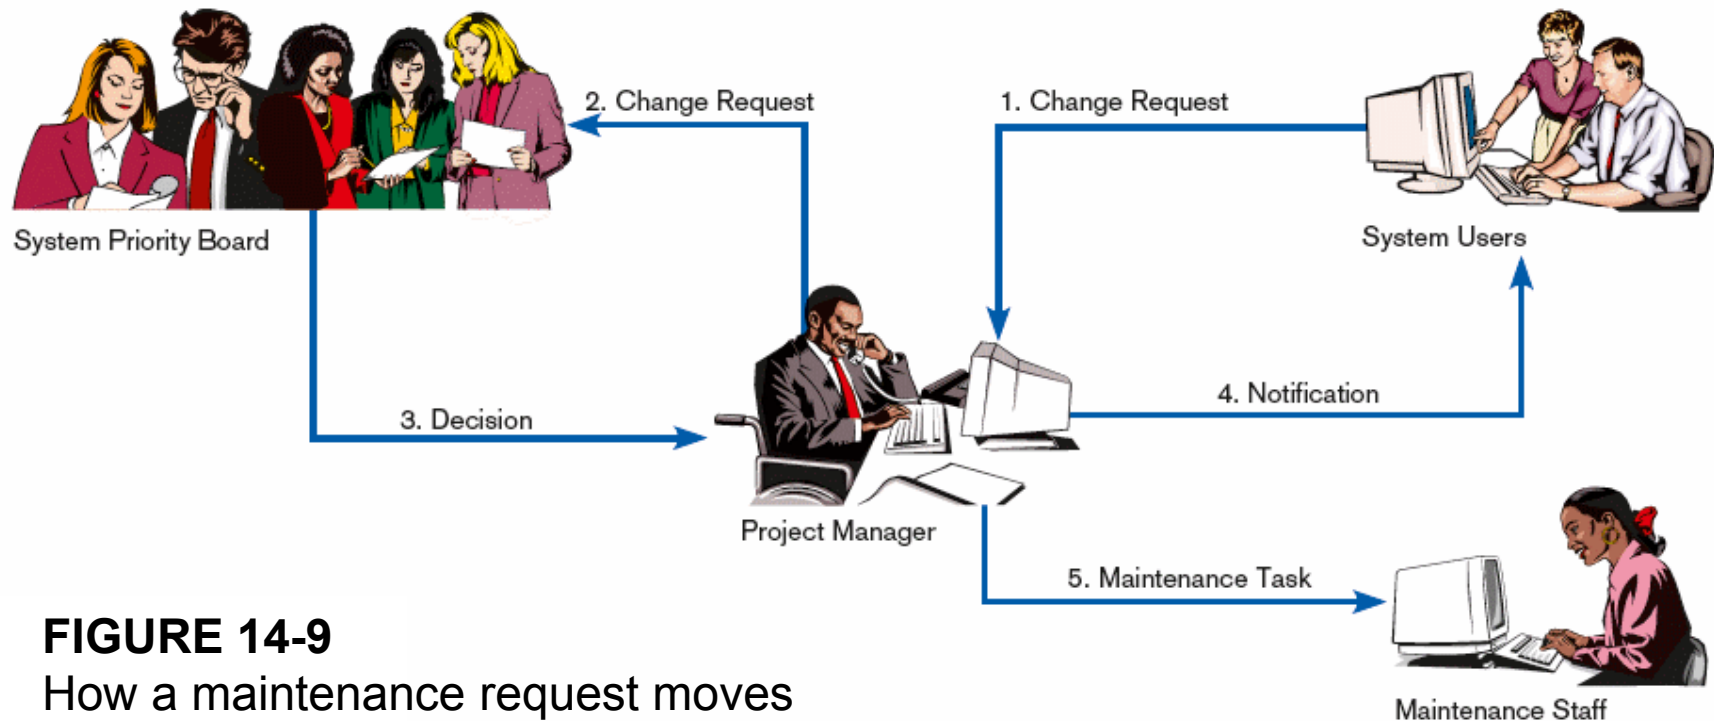 2. Change Request
1. Change Request
System Priority Board
System Users
3. Decision
4. Notification
Project Manager
5. Maintenance Task
FIGURE 14-9
How a maintenance request moves
Maintenance Staff